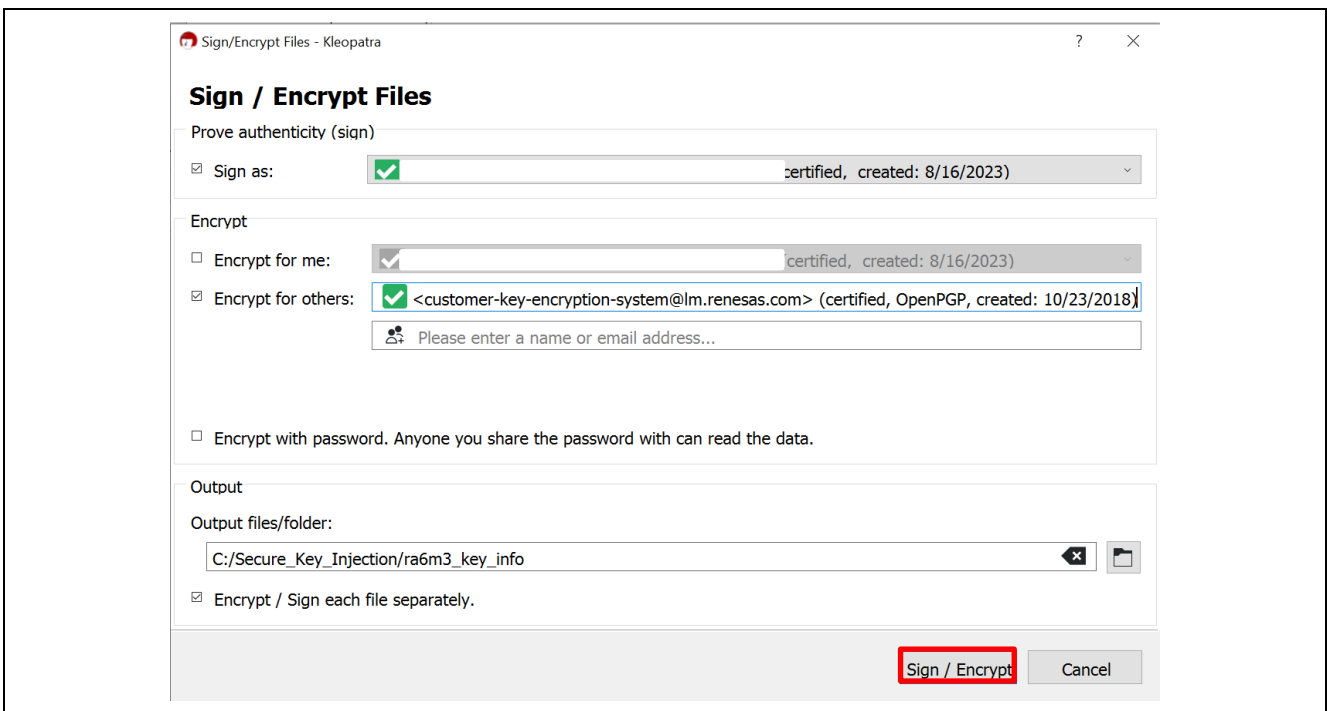 Sign/Encrypt Files - Kleopatra ?
Sign / Encrypt Files
Prove authenticity (sign)
Sign as: certified, created: 8/16/2023)
Encrypt
Encrypt for me: certified, created: 8/16/2023)
Encrypt for others: <customer-key-encryption-system@lm.renesas.com> (certified, OpenPGP, created: 10/23/2018)
Please enter a name or email address...
Encrypt with password. Anyone you share the password with can read the data.
Output
Output files/folder:
C:/Secure_Key_Injection/ra6m3_key_info
Encrypt / Sign each file separately.
Sign / Encrypt Cancel